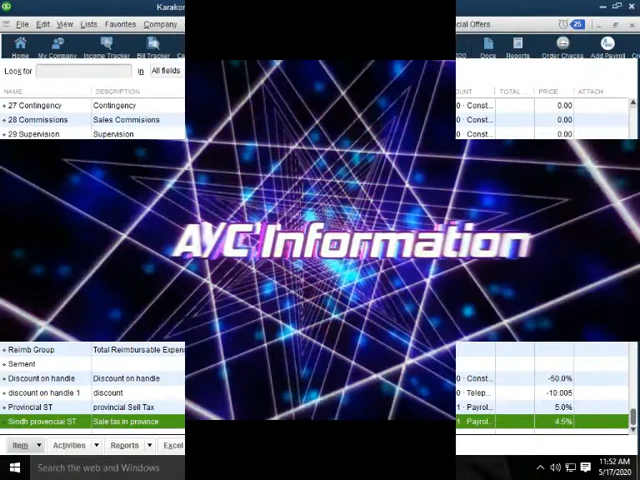 Karako
File Edit View Lists Favorites Company
cial Offers
25
Home My Company Income Tracker Bill Tracker Ca
2020 Docs Reports Order Checks Add Payroll
Look for in All fields
NAME DESCRIPTION OUNT TOTAL ... PRICE ATTACH
27 Contingency Contingency 0 · Const... 0.00
28 Commissions Sales Commisions 0 · Const... 0.00
29 Supervision Supervision 0 · Const... 0.00
AYC Information
Reimb Group Total Reimbursable Expen
Sement
Discount on handle Discount on handle 0 · Const... -50.0%
discount on handle 1 discount 0 · Telep... -10.005
Provincial ST provincial Sell Tax 1 · Payrol... 5.0%
Sindh provencial ST Sale tax in province 1 · Payrol... 4.5%
Item Activities Reports Excel
Search the web and Windows
11:52 AM
5/17/2020